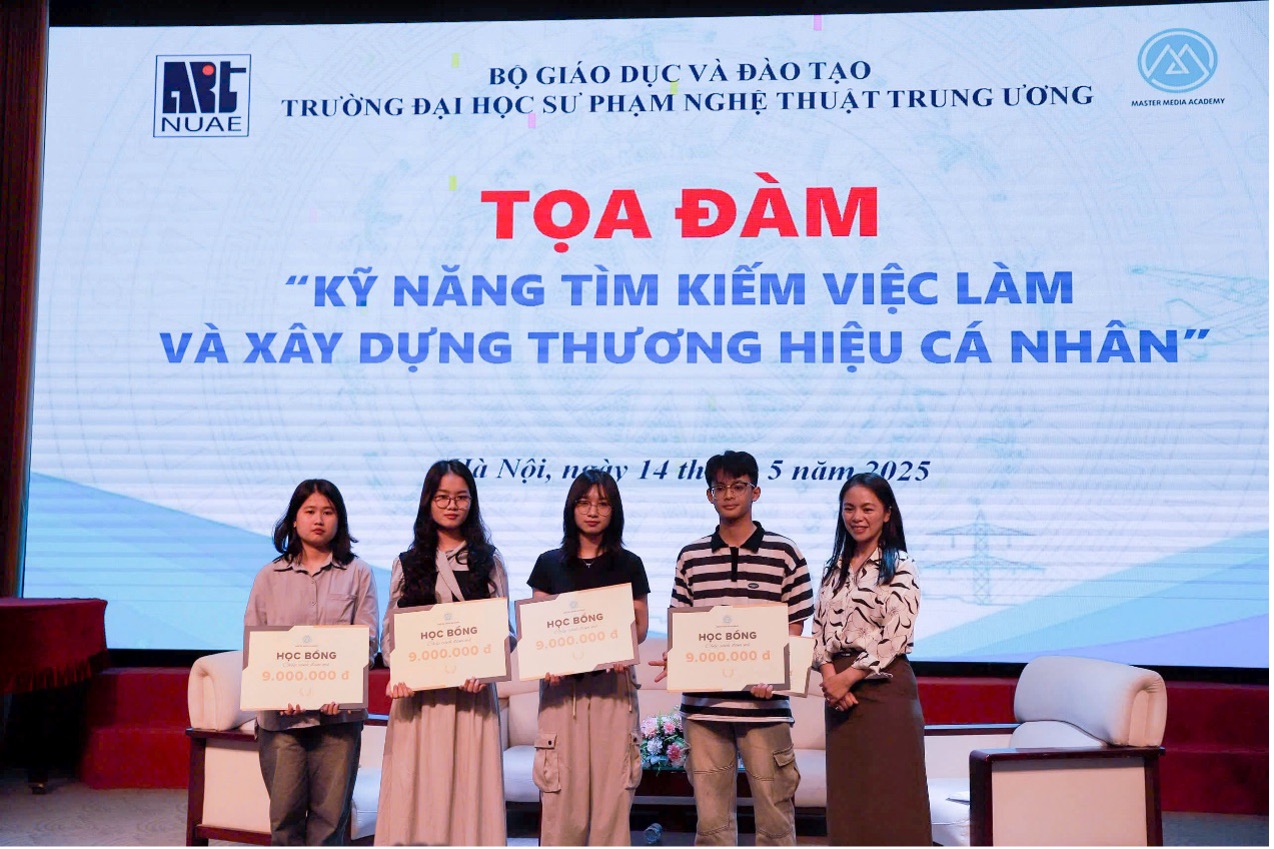 Art
NUAE
BỘ GIÁO DỤC VÀ ĐÀO TẠO
TRƯỜNG ĐẠI HỌC SƯ PHẠM NGHỆ THUẬT TRUNG ƯƠNG
MASTER MEDIA ACADEMY
TỌA ĐÀM
“KỸ NĂNG TÌM KIẾM VIỆC LÀM
VÀ XÂY DỰNG THƯƠNG HIỆU CÁ NHÂN”
Hà Nội, ngày 14 5 năm 2025
HỌC BỔNG
9.000.000 đ
HỌC BỔNG
9.000.000 đ
HỌC BỔNG
9.000.000 đ
HỌC BỔNG
9.000.000 đ